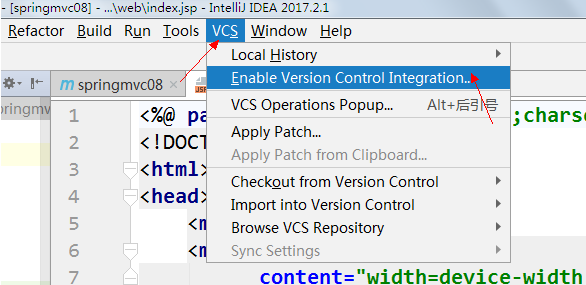 [springmvc08] - ...\web\index.jsp - IntelliJ IDEA 2017.2.1
Refactor Build Run Tools VCS Window Help
springmvc08
Local History
Enable Version Control Integration...
VCS Operations Popup... Alt+后引号
Apply Patch...
Apply Patch from Clipboard...
Checkout from Version Control
Import into Version Control
Browse VCS Repository
Sync Settings
1 <%@ pa ;charse
2 <!DOCT
3 <html>
4 <head>
5 <m
6 <m
7 content="width=device-width